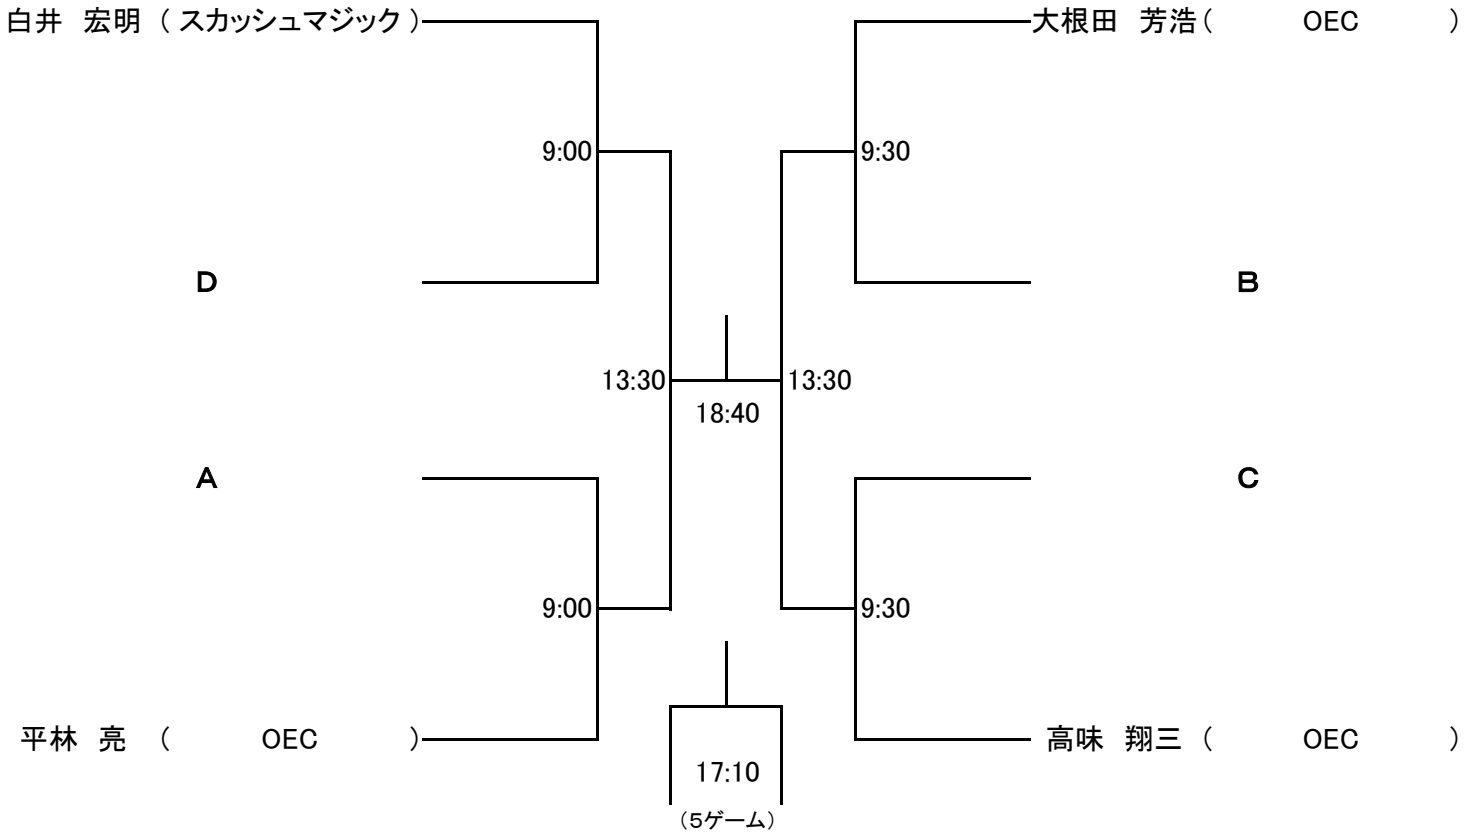 白井　宏明 （ スカッシュマジック ）
大根田　芳浩（　OEC　）
9:00
9:30
D
B
13:30
13:30
18:40
A
C
9:00
9:30
平林　亮　（　OEC　）
高味　翔三 （　OEC　）
17:10
（5ゲーム）